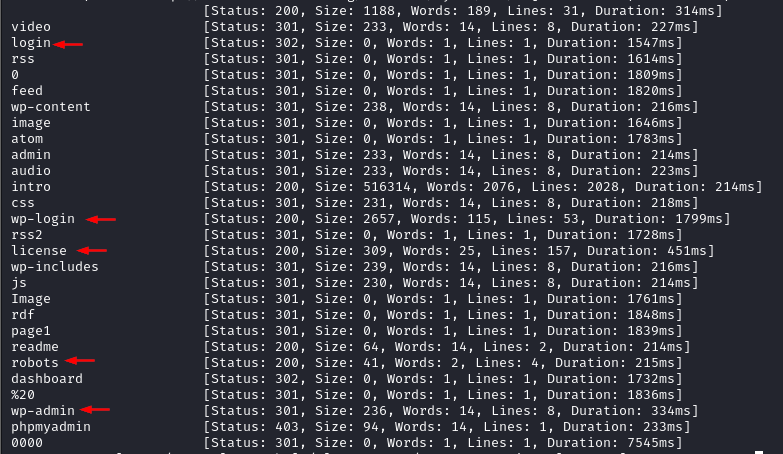 [Status: 200, Size: 1188, Words: 189, Lines: 31, Duration: 314ms]
video [Status: 301, Size: 233, Words: 14, Lines: 8, Duration: 227ms]
login [Status: 302, Size: 0, Words: 1, Lines: 1, Duration: 1547ms]
rss [Status: 301, Size: 0, Words: 1, Lines: 1, Duration: 1614ms]
0 [Status: 301, Size: 0, Words: 1, Lines: 1, Duration: 1809ms]
feed [Status: 301, Size: 0, Words: 1, Lines: 1, Duration: 1820ms]
wp-content [Status: 301, Size: 238, Words: 14, Lines: 8, Duration: 216ms]
image [Status: 301, Size: 0, Words: 1, Lines: 1, Duration: 1646ms]
atom [Status: 301, Size: 0, Words: 1, Lines: 1, Duration: 1783ms]
admin [Status: 301, Size: 233, Words: 14, Lines: 8, Duration: 214ms]
audio [Status: 301, Size: 233, Words: 14, Lines: 8, Duration: 223ms]
intro [Status: 200, Size: 516314, Words: 2076, Lines: 2028, Duration: 214ms]
css [Status: 301, Size: 231, Words: 14, Lines: 8, Duration: 218ms]
wp-login [Status: 200, Size: 2657, Words: 115, Lines: 53, Duration: 1799ms]
rss2 [Status: 301, Size: 0, Words: 1, Lines: 1, Duration: 1728ms]
license [Status: 200, Size: 309, Words: 25, Lines: 157, Duration: 451ms]
wp-includes [Status: 301, Size: 239, Words: 14, Lines: 8, Duration: 216ms]
js [Status: 301, Size: 230, Words: 14, Lines: 8, Duration: 214ms]
Image [Status: 301, Size: 0, Words: 1, Lines: 1, Duration: 1761ms]
rdf [Status: 301, Size: 0, Words: 1, Lines: 1, Duration: 1848ms]
page1 [Status: 301, Size: 0, Words: 1, Lines: 1, Duration: 1839ms]
readme [Status: 200, Size: 64, Words: 14, Lines: 2, Duration: 214ms]
robots [Status: 200, Size: 41, Words: 2, Lines: 4, Duration: 215ms]
dashboard [Status: 302, Size: 0, Words: 1, Lines: 1, Duration: 1732ms]
%20 [Status: 301, Size: 0, Words: 1, Lines: 1, Duration: 1836ms]
wp-admin [Status: 301, Size: 236, Words: 14, Lines: 8, Duration: 334ms]
phpmyadmin [Status: 403, Size: 94, Words: 14, Lines: 1, Duration: 233ms]
0000 [Status: 301, Size: 0, Words: 1, Lines: 1, Duration: 7545ms]